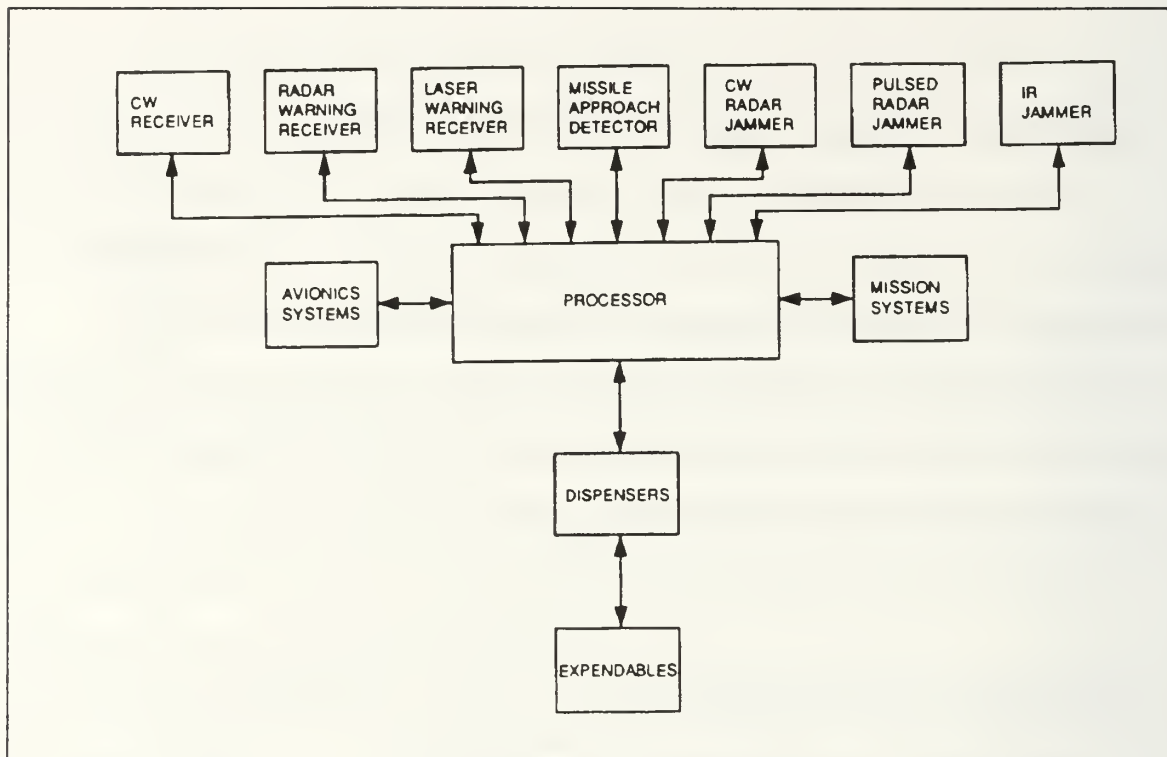 CW
RECEIVER
RADAR
WARNING
RECEIVER
LASER
WARNING
RECEIVER
MISSILE
APPROACH
DETECTOR
CW
RADAR
JAMMER
PULSED
RADAR
JAMMER
IR
JAMMER
AVIONICS
SYSTEMS
PROCESSOR
MISSION
SYSTEMS
DISPENSERS
EXPENDABLES